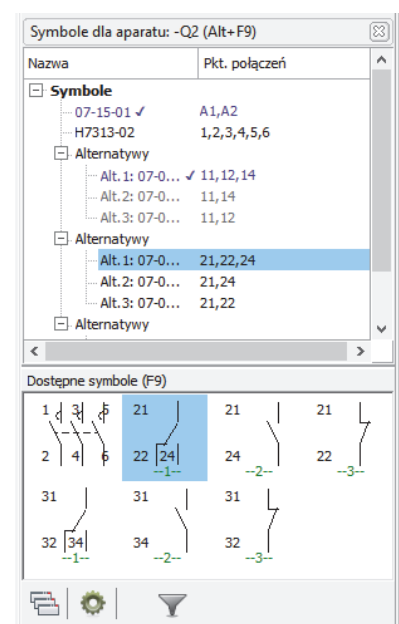 Symbole dla aparatu: -Q2 (Alt+F9)
Nazwa Pkt. połączeń
Symbole
07-15-01 ✓ A1,A2
H7313-02 1,2,3,4,5,6
Alternatywy
Alt.1: 07-0... ✓ 11,12,14
Alt.2: 07-0... 11,14
Alt.3: 07-0... 11,12
Alternatywy
Alt.1: 07-0... 21,22,24
Alt.2: 07-0... 21,24
Alt.3: 07-0... 21,22
Alternatywy
Dostępne symbole (F9)
1 3 5 21 21 21
2 4 6 22 24 24 22
--1-- --2-- --3--
31 31 31
32 34 34 32
--1-- --2-- --3--